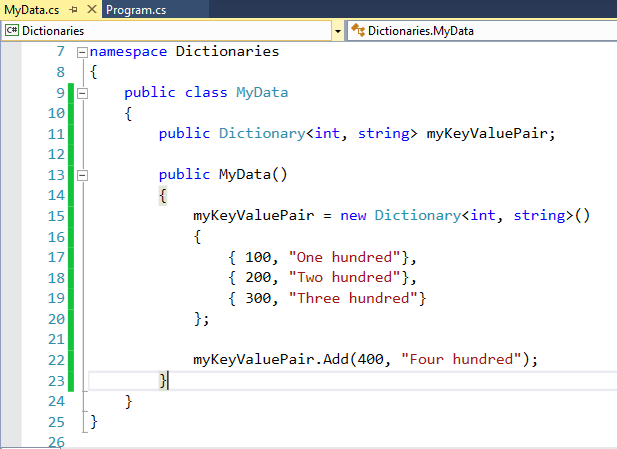 MyData.cs Program.cs
C# Dictionaries Dictionaries.MyData
7 namespace Dictionaries
8 {
9 public class MyData
10 {
11 public Dictionary<int, string> myKeyValuePair;
12
13 public MyData()
14 {
15 myKeyValuePair = new Dictionary<int, string>()
16 {
17 { 100, "One hundred"},
18 { 200, "Two hundred"},
19 { 300, "Three hundred"}
20 };
21
22 myKeyValuePair.Add(400, "Four hundred");
23 }
24 }
25 }
26